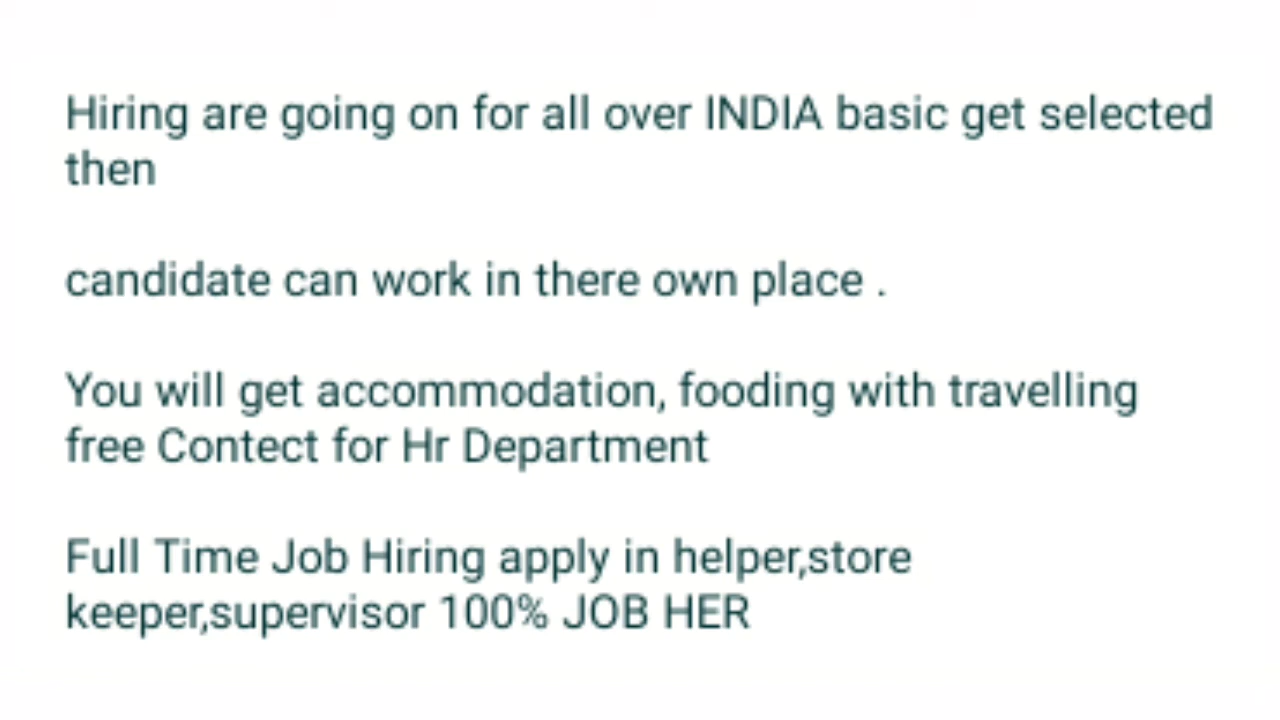 Hiring are going on for all over INDIA basic get selected
then
candidate can work in there own place .
You will get accommodation, fooding with travelling
free Contect for Hr Department
Full Time Job Hiring apply in helper,store
keeper,supervisor 100% JOB HER